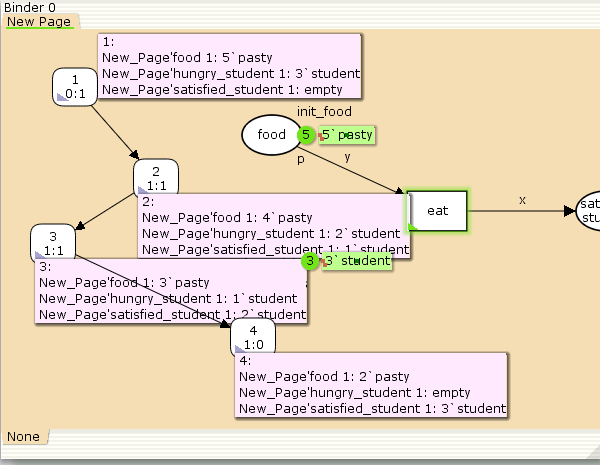 Binder 0
New Page
1:
New_Page'food 1: 5`pasty
New_Page'hungry_student 1: 3`student
New_Page'satisfied_student 1: empty
1
0:1
init_food
food
5
5`pasty
p
y
2
1:1
2:
New_Page'food 1: 4`pasty
New_Page'hungry_student 1: 2`student
New_Page'satisfied_student 1: 1`student
eat
x
3
1:1
3
3`student
3:
New_Page'food 1: 3`pasty
New_Page'hungry_student 1: 1`student
New_Page'satisfied_student 1: 2`student
4
1:0
4:
New_Page'food 1: 2`pasty
New_Page'hungry_student 1: empty
New_Page'satisfied_student 1: 3`student
None